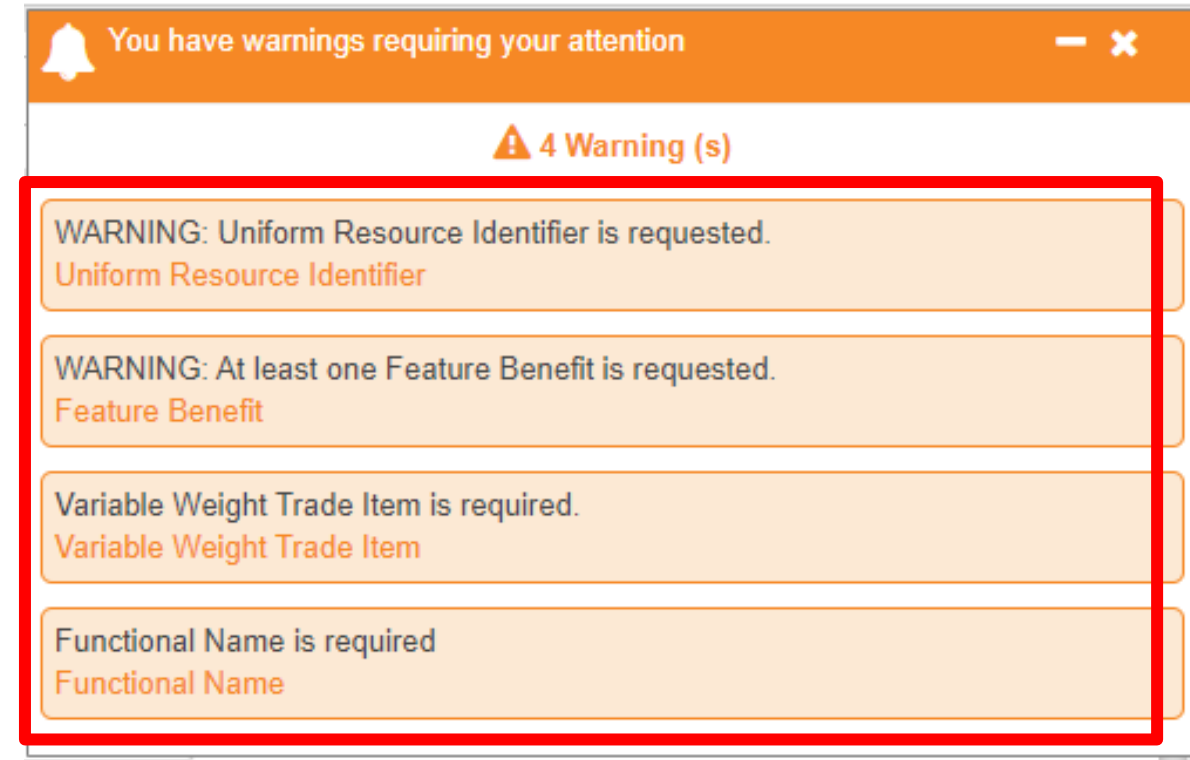 You have warnings requiring your attention
4 Warning (s)
WARNING: Uniform Resource Identifier is requested.
Uniform Resource Identifier
WARNING: At least one Feature Benefit is requested.
Feature Benefit
Variable Weight Trade Item is required.
Variable Weight Trade Item
Functional Name is required
Functional Name